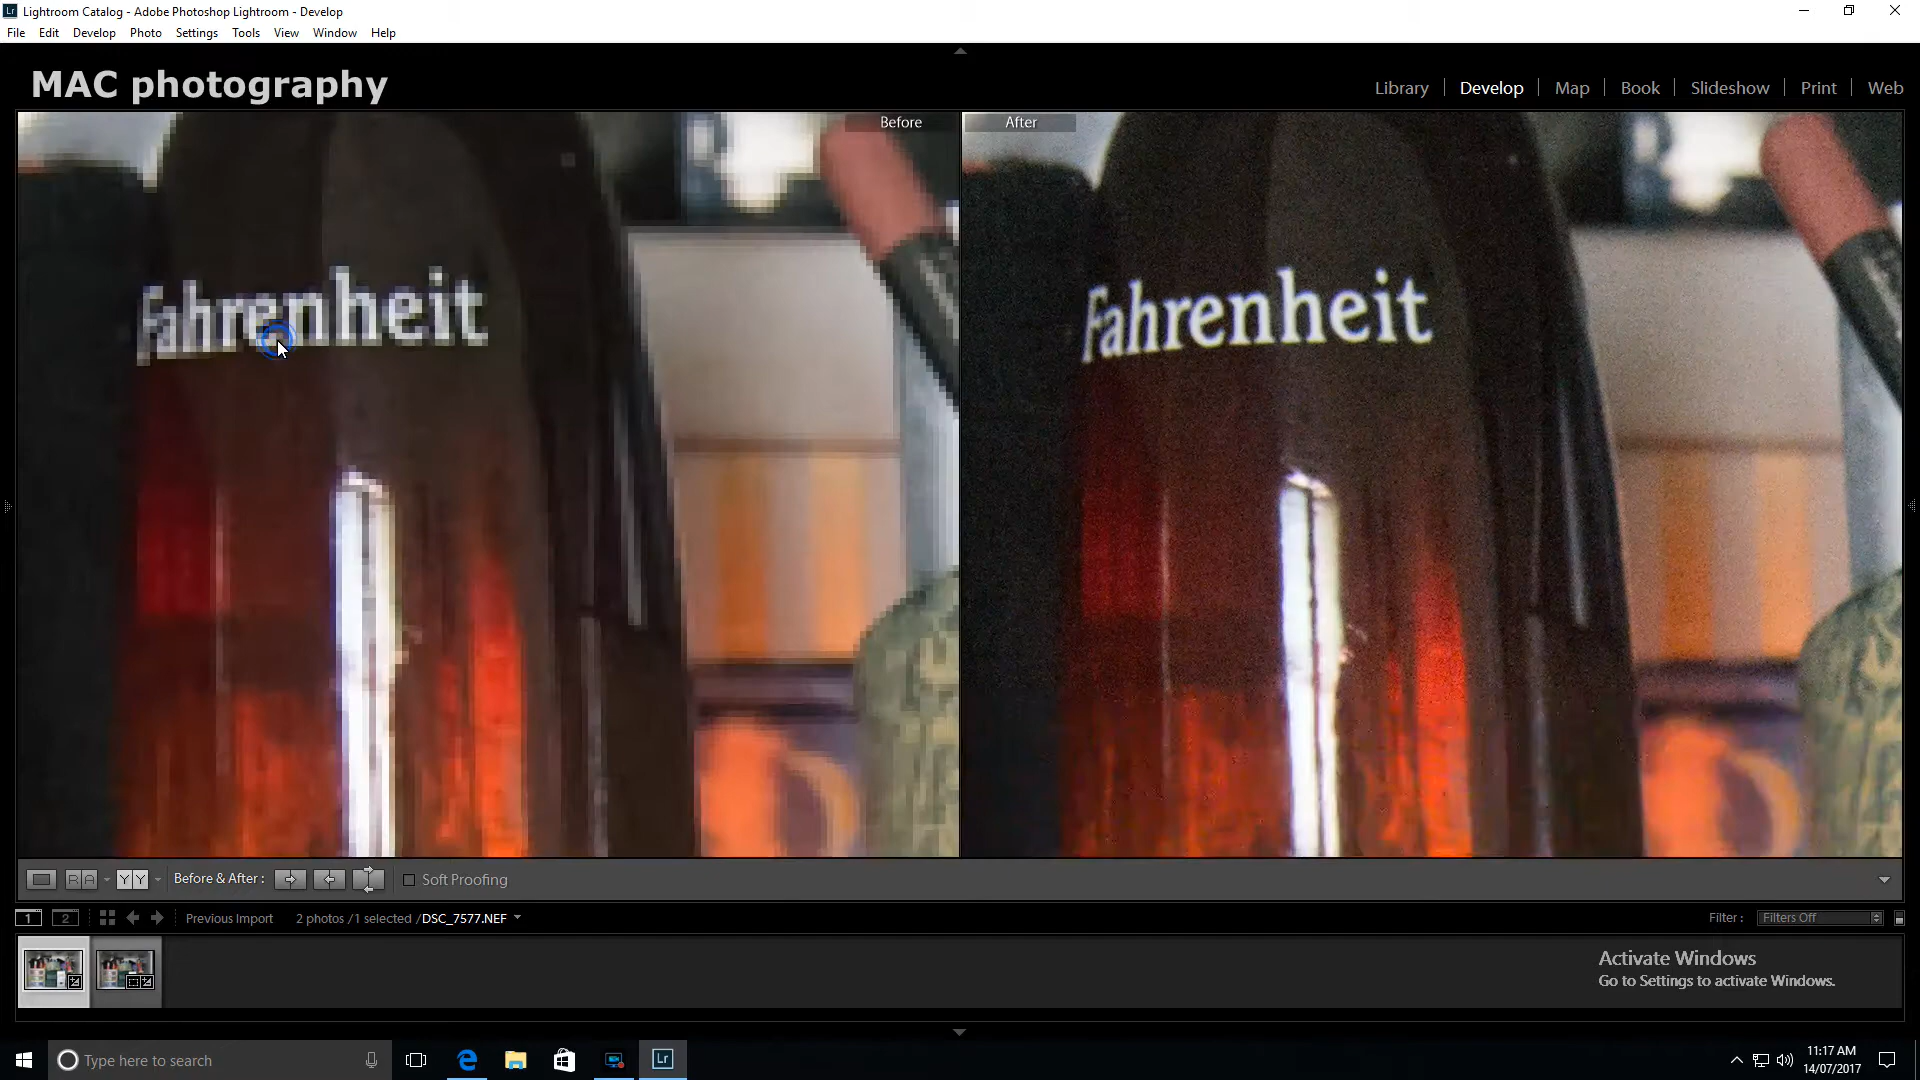 Lr Lightroom Catalog - Adobe Photoshop Lightroom - Develop
File Edit Develop Photo Settings Tools View Window Help
MAC photography
Library Develop Map Book Slideshow Print Web
Before After
Fahrenheit Fahrenheit
R A Y Y Before & After : Soft Proofing
1 2 Previous Import 2 photos /1 selected /DSC_7577.NEF Filter : Filters Off
Activate Windows
Go to Settings to activate Windows.
Type here to search Lr 11:17 AM
14/07/2017